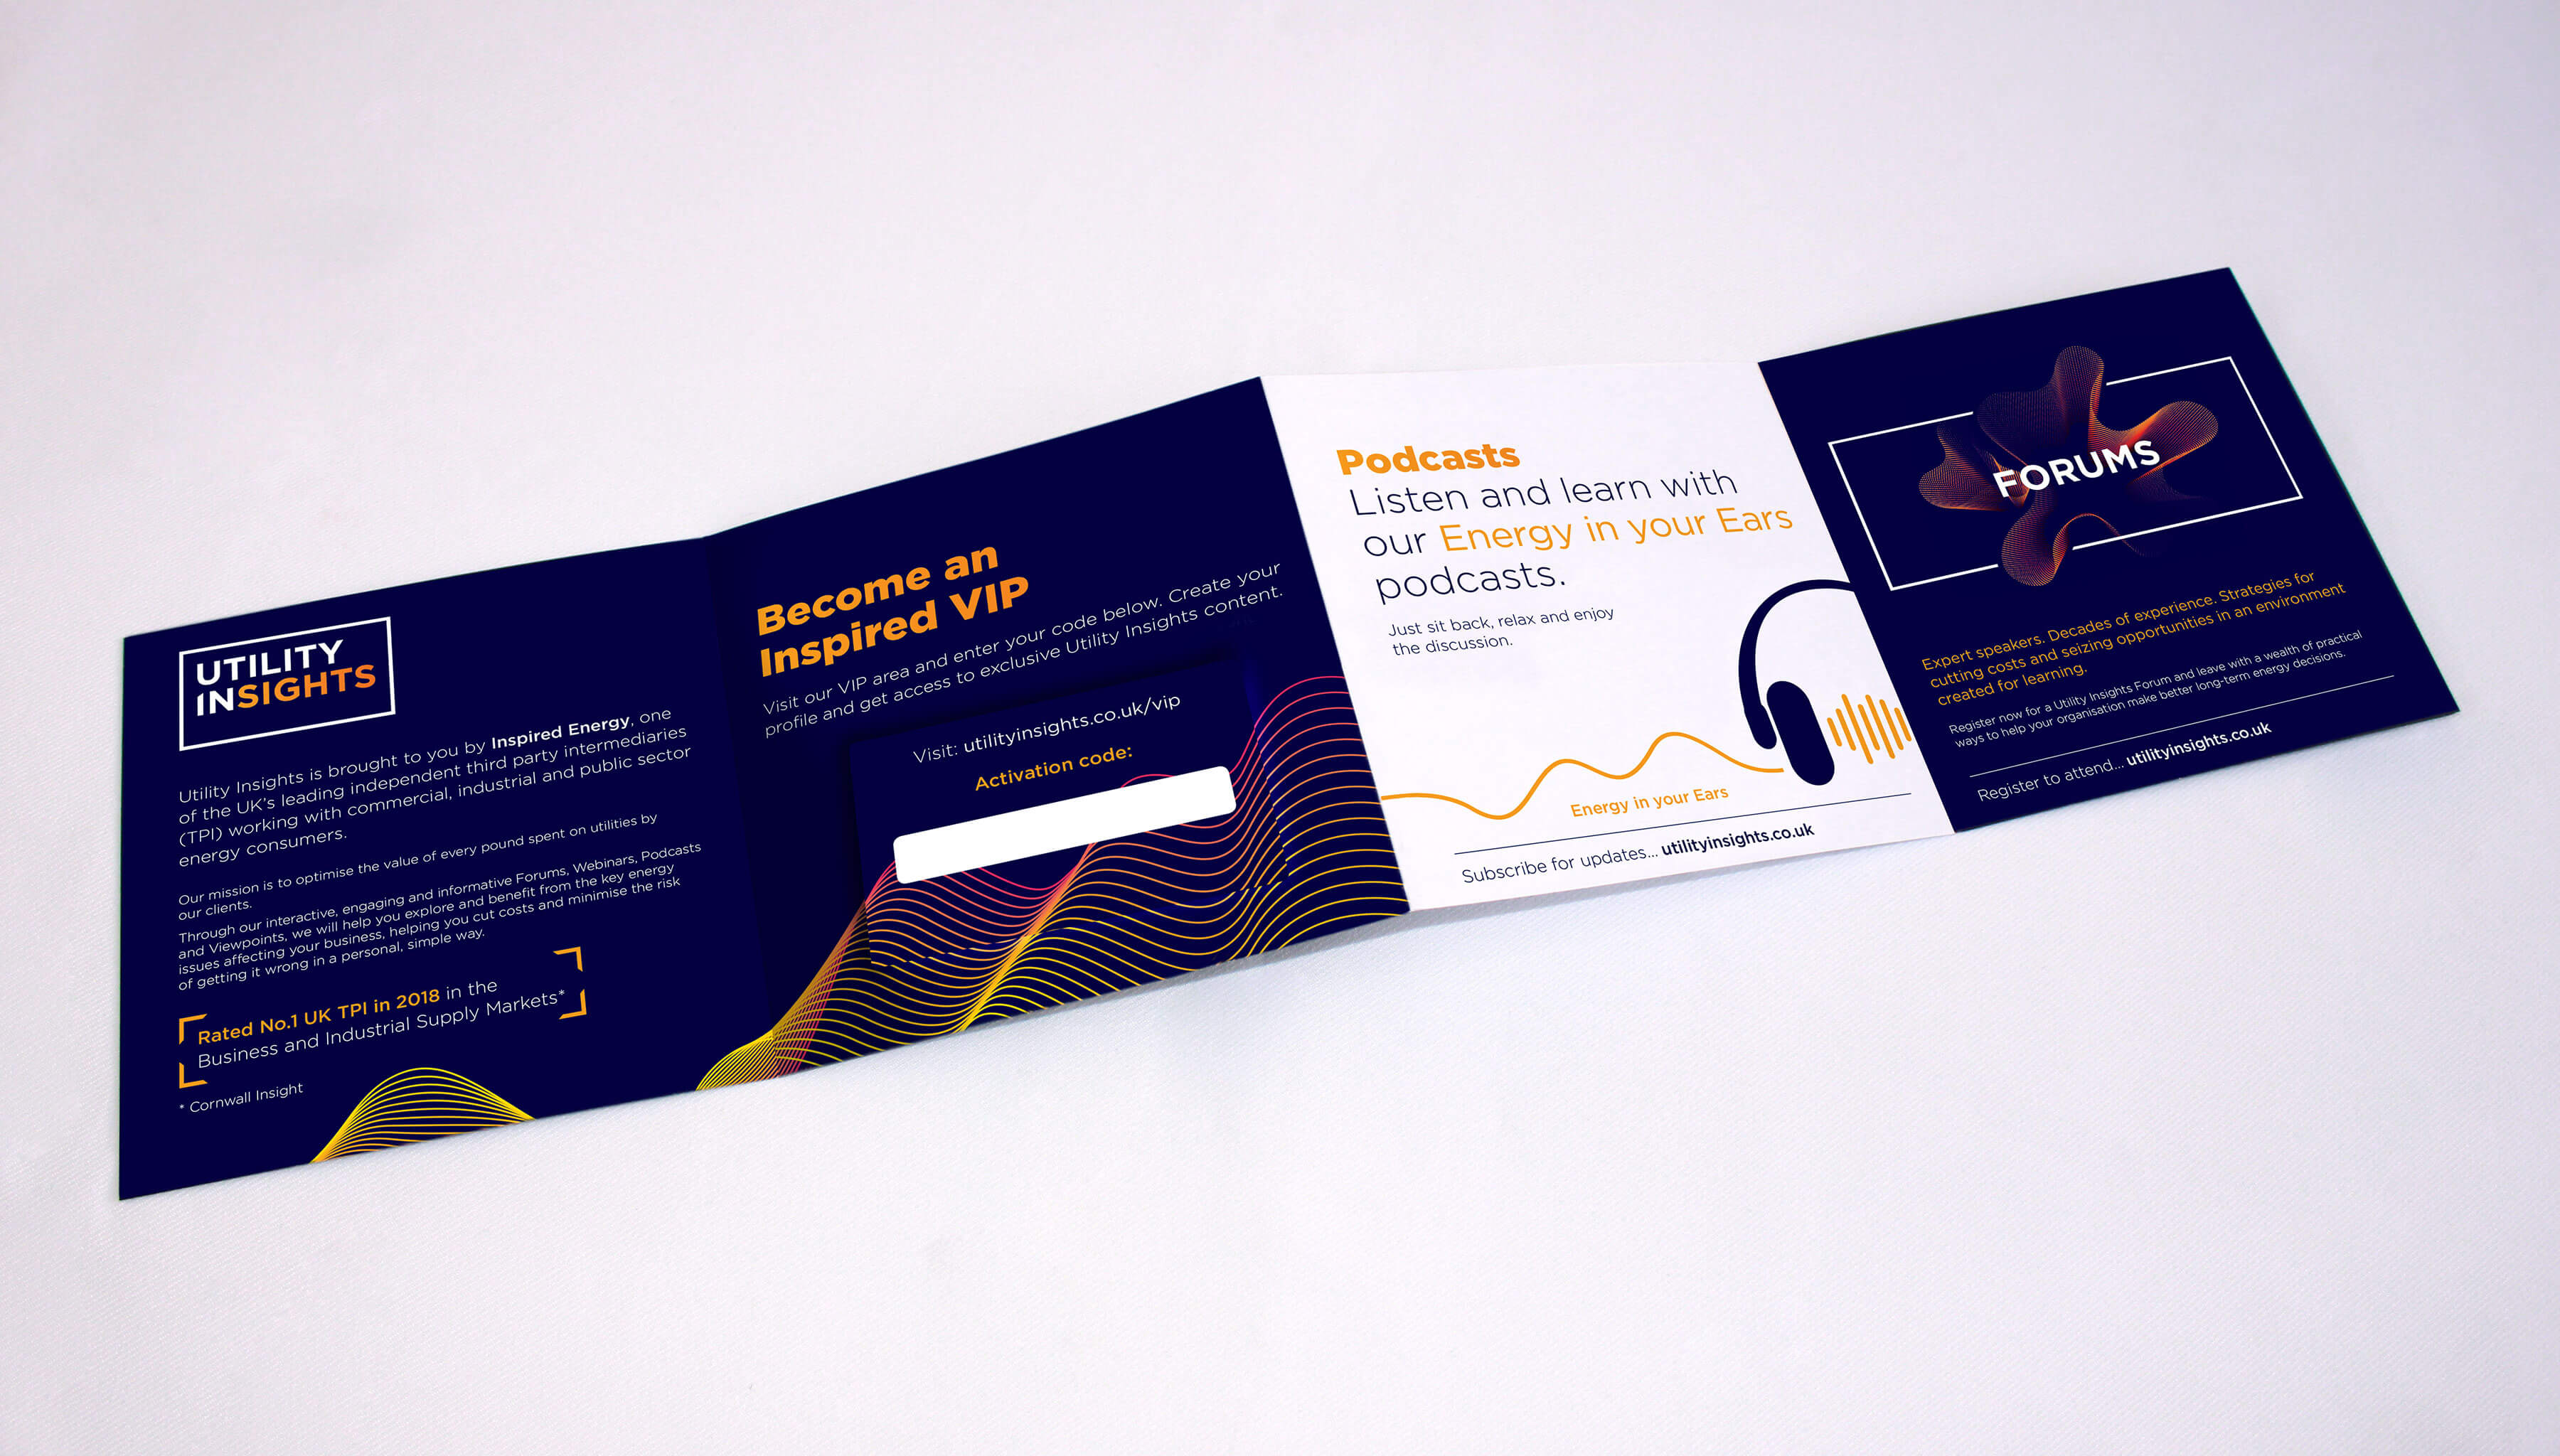 UTILITY
INSIGHTS
Utility Insights is brought to you by Inspired Energy, one
of the UK's leading independent third party intermediaries
(TPI) working with commercial, industrial and public sector
energy consumers.
Our mission is to optimise the value of every pound spent on utilities by
our clients.
Through our interactive, engaging and informative Forums, Webinars, Podcasts
and Viewpoints, we will help you explore and benefit from the key energy
issues affecting your business, helping you cut costs and minimise the risk
of getting it wrong in a personal, simple way.
Rated No.1 UK TPI in 2018 in the
Business and Industrial Supply Markets*
* Cornwall Insight
Become an
Inspired VIP
Visit our VIP area and enter your code below. Create your
profile and get access to exclusive Utility Insights content.
Visit: utilityinsights.co.uk/vip
Activation code:
Podcasts
Listen and learn with
our Energy in your Ears
podcasts.
Just sit back, relax and enjoy
the discussion.
Energy in your Ears
Subscribe for updates... utilityinsights.co.uk
FORUMS
Expert speakers. Decades of experience. Strategies for
cutting costs and seizing opportunities in an environment
created for learning.
Register now for a Utility Insights Forum and leave with a wealth of practical
ways to help your organisation make better long-term energy decisions.
Register to attend... utilityinsights.co.uk